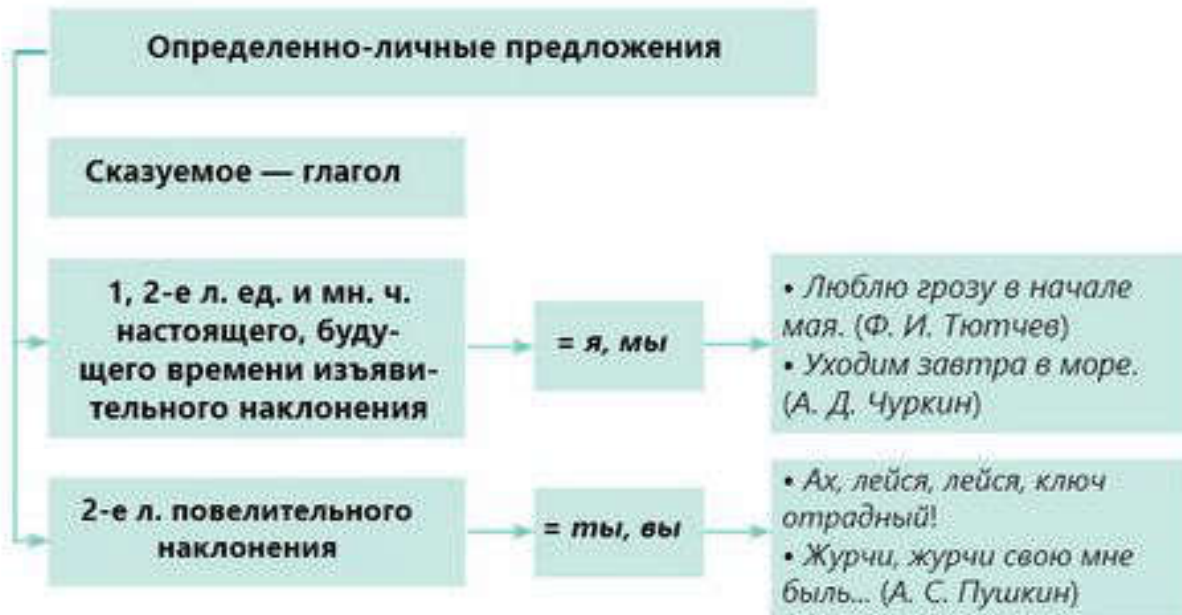 Определенно-личные предложения
Сказуемое — глагол
1, 2-е л. ед. и мн. ч.
настоящего, буду-
щего времени изъяви-
тельного наклонения
= я, мы
• Люблю грозу в начале
мая. (Ф. И. Тютчев)
• Уходим завтра в море.
(А. Д. Чуркин)
2-е л. повелительного
наклонения
= ты, вы
• Ах, лейся, лейся, ключ
отрадный!
• Журчи, журчи свою мне
быль... (А. С. Пушкин)